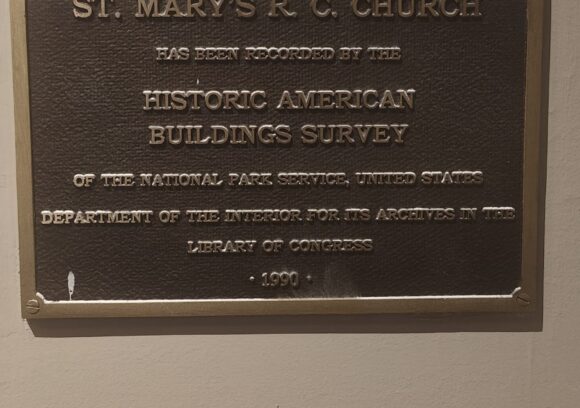 ST. MARY'S R. C. CHURCH
HAS BEEN RECORDED BY THE
HISTORIC AMERICAN
BUILDINGS SURVEY
OF THE NATIONAL PARK SERVICE, UNITED STATES
DEPARTMENT OF THE INTERIOR FOR ITS ARCHIVES IN THE
LIBRARY OF CONGRESS
· 1990 ·